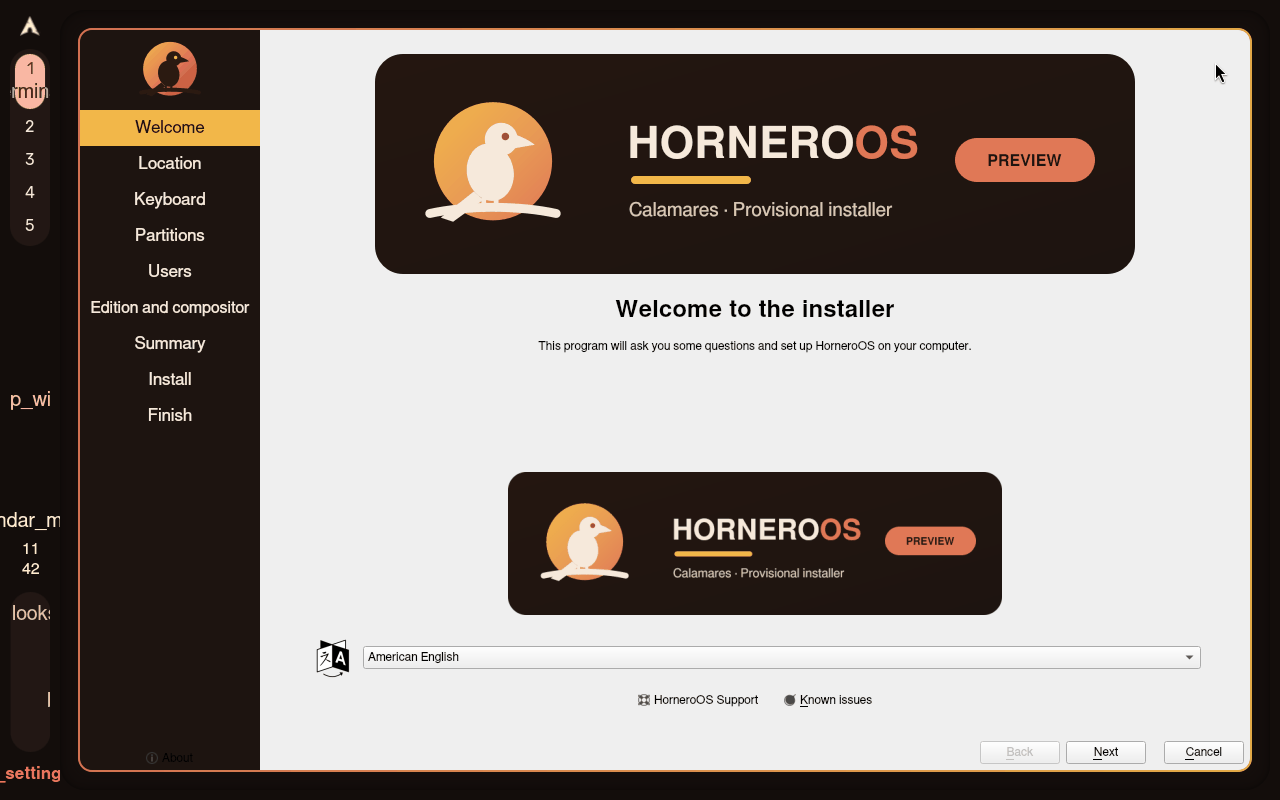 1
rmin
2
3
4
5
p_wi
ndar_m
11
42
looks
_setting
Welcome
Location
Keyboard
Partitions
Users
Edition and compositor
Summary
Install
Finish
About
HORNEROOS
PREVIEW
Calamares · Provisional installer
Welcome to the installer
This program will ask you some questions and set up HorneroOS on your computer.
HORNEROOS
PREVIEW
Calamares · Provisional installer
American English
HorneroOS Support
Known issues
Back
Next
Cancel